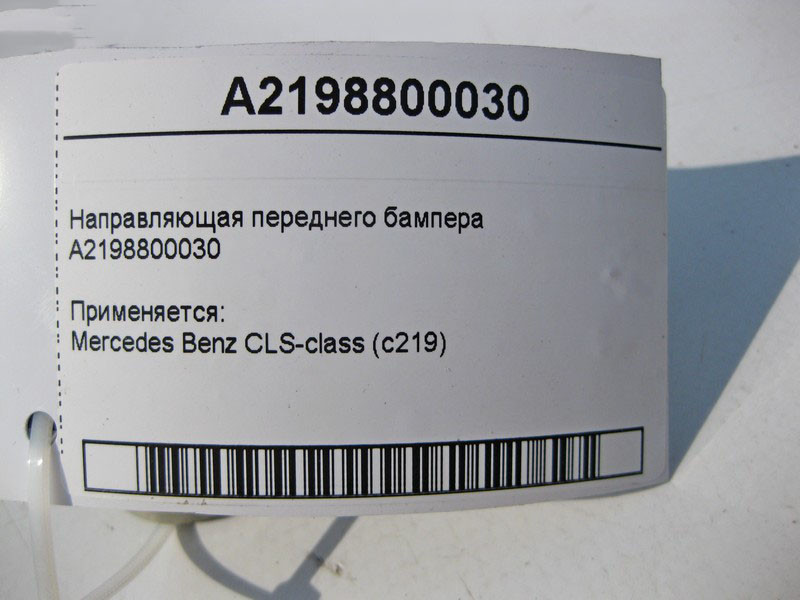 A2198800030
Направляющая переднего бампера
A2198800030
Применяется:
Mercedes Benz CLS-class (c219)